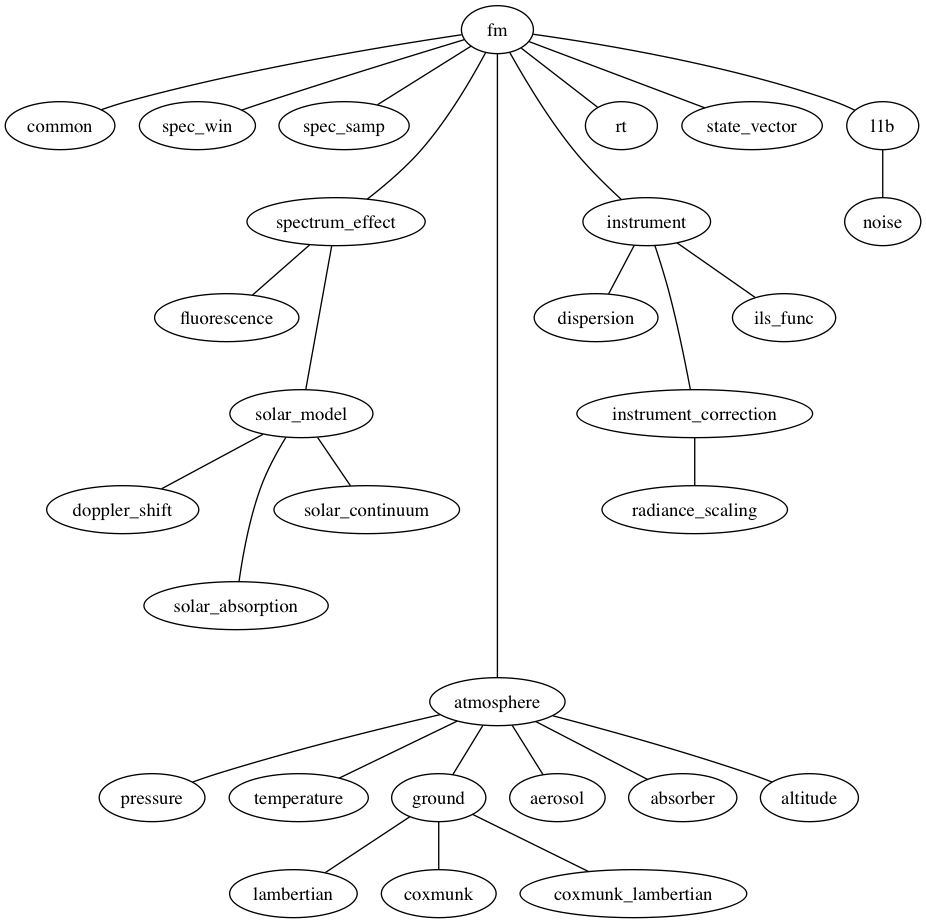 fm
common
spec_win
spec_samp
rt
state_vector
l1b
spectrum_effect
instrument
noise
fluorescence
dispersion
ils_func
solar_model
instrument_correction
doppler_shift
solar_continuum
radiance_scaling
solar_absorption
atmosphere
pressure
temperature
ground
aerosol
absorber
altitude
lambertian
coxmunk
coxmunk_lambertian